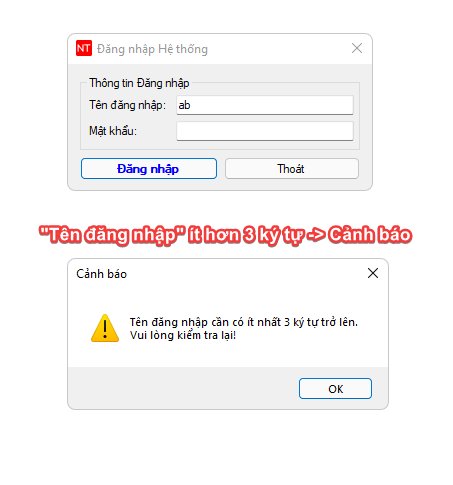 NT Đăng nhập Hệ thống
Thông tin Đăng nhập
Tên đăng nhập: ab
Mật khẩu:
Đăng nhập Thoát
"Tên đăng nhập" ít hơn 3 ký tự -> Cảnh báo
Cảnh báo
Tên đăng nhập cần có ít nhất 3 ký tự trở lên.
Vui lòng kiểm tra lại!
OK